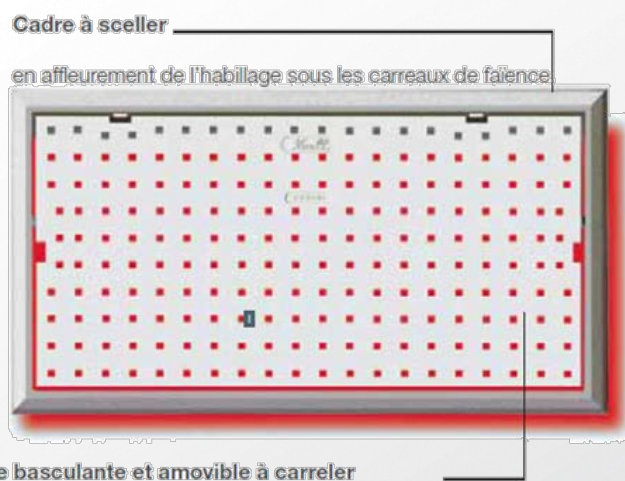 Cadre à sceller
en affleurement de l'habillage sous les carreaux de faïence
e basculante et amovible à carreler